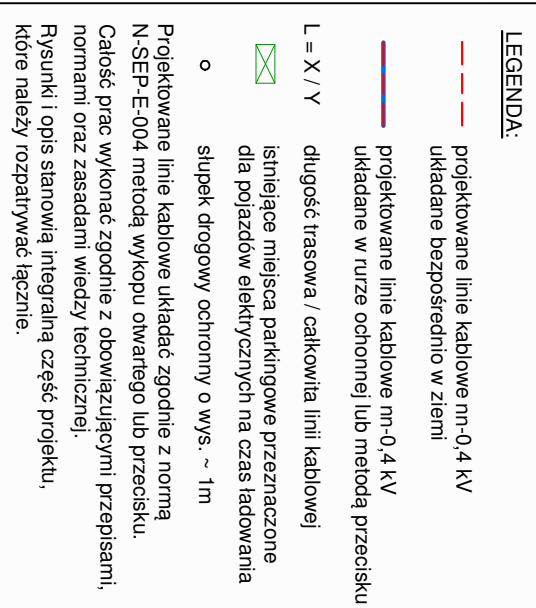 LEGENDA:
projektowane linie kablowe nn-0,4 kV
układane bezpośrednio w ziemi
projektowane linie kablowe nn-0,4 kV
układane w rurze ochonnej lub metodą przecisku
L = X / Y długość trasowa / całkowita linii kablowej
istniejące miejsca parkingowe przeznaczone
dla pojazdów elektrycznych na czas ładowania
słupek drogowy ochronny o wys. ~ 1m
Projektowane linie kablowe układać zgodnie z normą
N-SEP-E-004 metodą wykopu otwartego lub przecisku.
Całość prac wykonać zgodnie z obowiązującymi przepisami,
normami oraz zasadami wiedzy technicznej.
Rysunki i opis stanowią integralną część projektu,
które należy rozpatrywać łącznie.